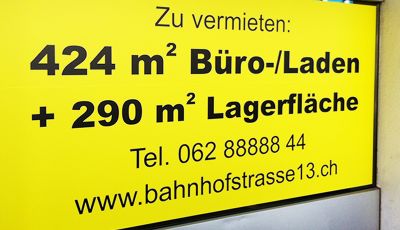 Zu vermieten:
424 m² Büro-/Laden
+ 290 m² Lagerfläche
Tel. 062 88888 44
www.bahnhofstrasse13.ch